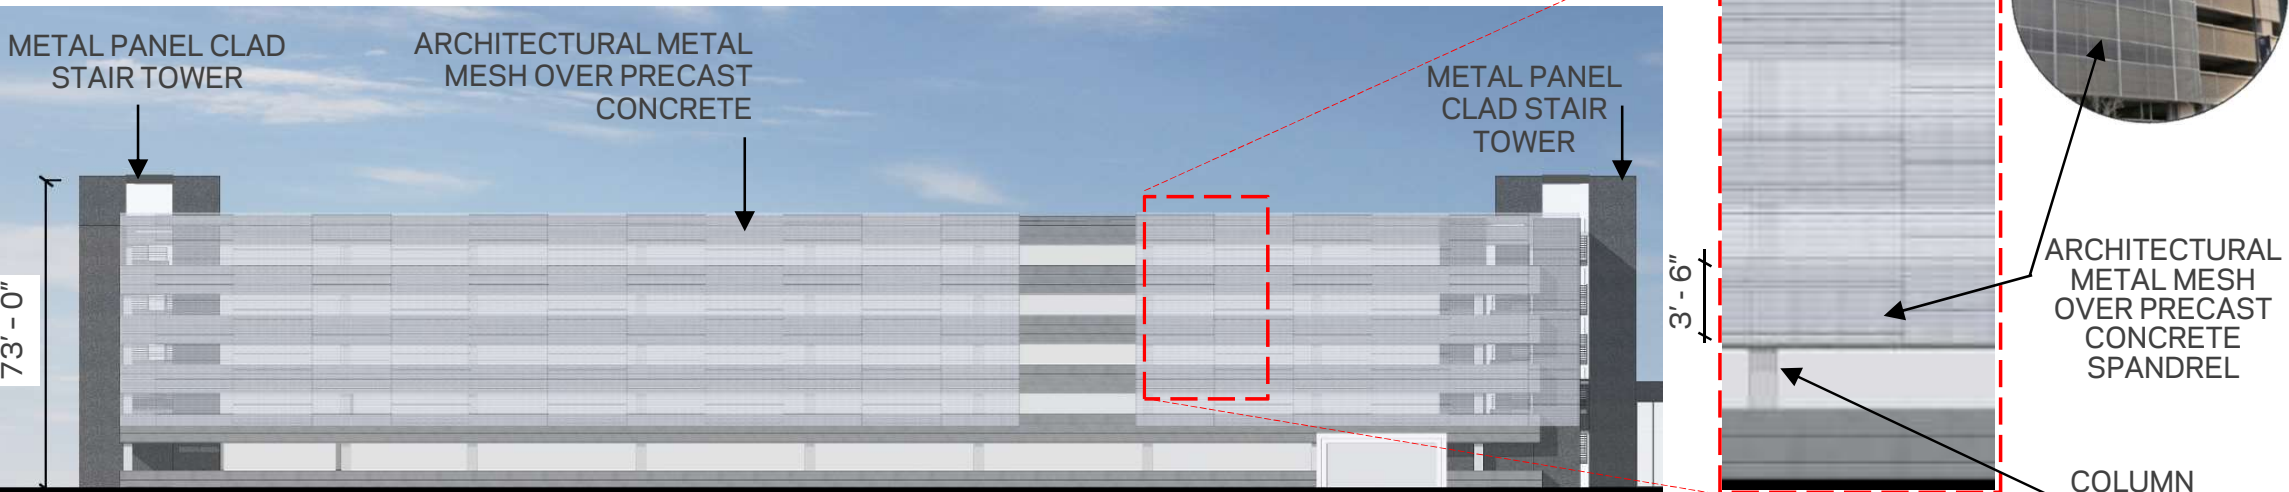 METAL PANEL CLAD
STAIR TOWER
ARCHITECTURAL METAL
MESH OVER PRECAST
CONCRETE
METAL PANEL
CLAD STAIR
TOWER
73' - 0"
3' - 6"
ARCHITECTURAL
METAL MESH
OVER PRECAST
CONCRETE
SPANDREL
COLUMN